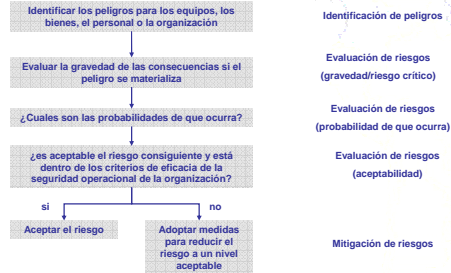 Identificar los peligros para los equipos, los
bienes, el personal o la organización
Identificación de peligros
Evaluar la gravedad de las consecuencias si el
peligro se materializa
Evaluación de riesgos
(gravedad/riesgo crítico)
¿Cuales son las probabilidades de que ocurra?
Evaluación de riesgos
(probabilidad de que ocurra)
¿es aceptable el riesgo consiguiente y está
dentro de los criterios de eficacia de la
seguridad operacional de la organización?
Evaluación de riesgos
(aceptabilidad)
si
no
Aceptar el riesgo
Adoptar medidas
para reducir el
riesgo a un nivel
aceptable
Mitigación de riesgos